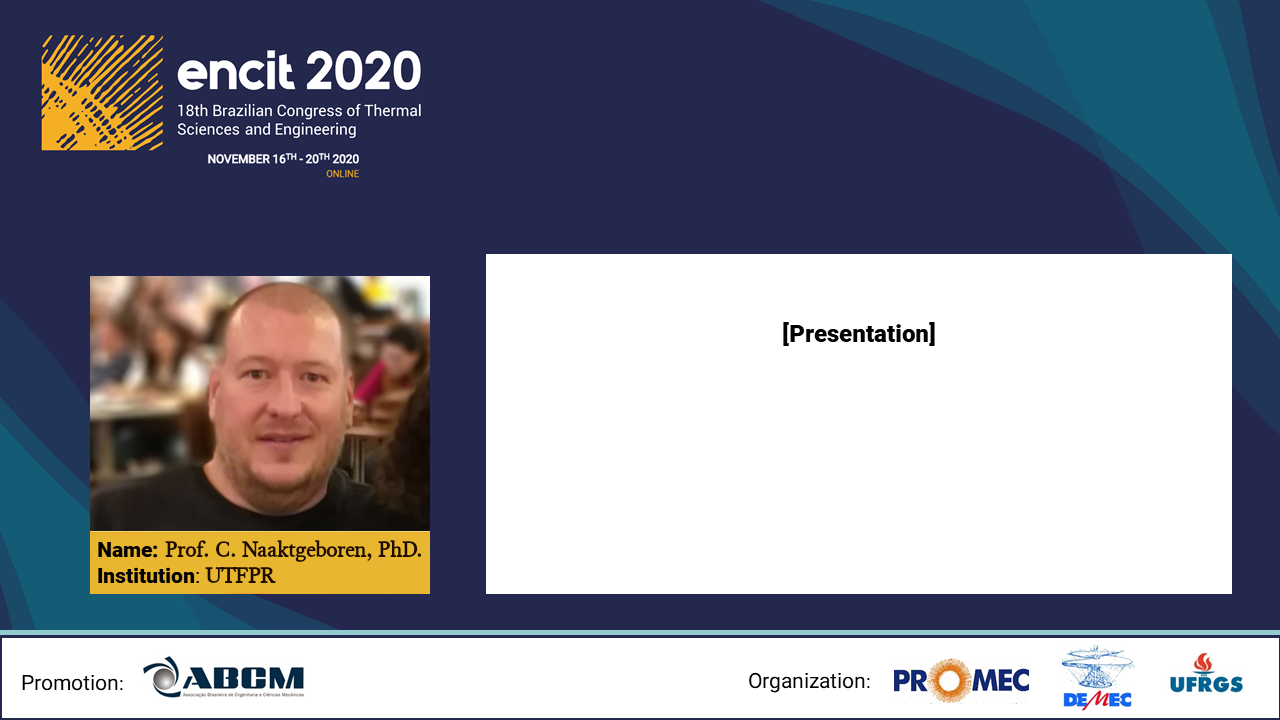 encit 2020
18th Brazilian Congress of Thermal
Sciences and Engineering
NOVEMBER 16TH - 20TH 2020
ONLINE
[Presentation]
Name: Prof. C. Naaktgeboren, PhD.
Institution: UTFPR
Promotion:
ABCM
Associação Brasileira de Engenharia e Ciências Mecânicas
Organization:
PROMEC
DEMEC
UFRGS